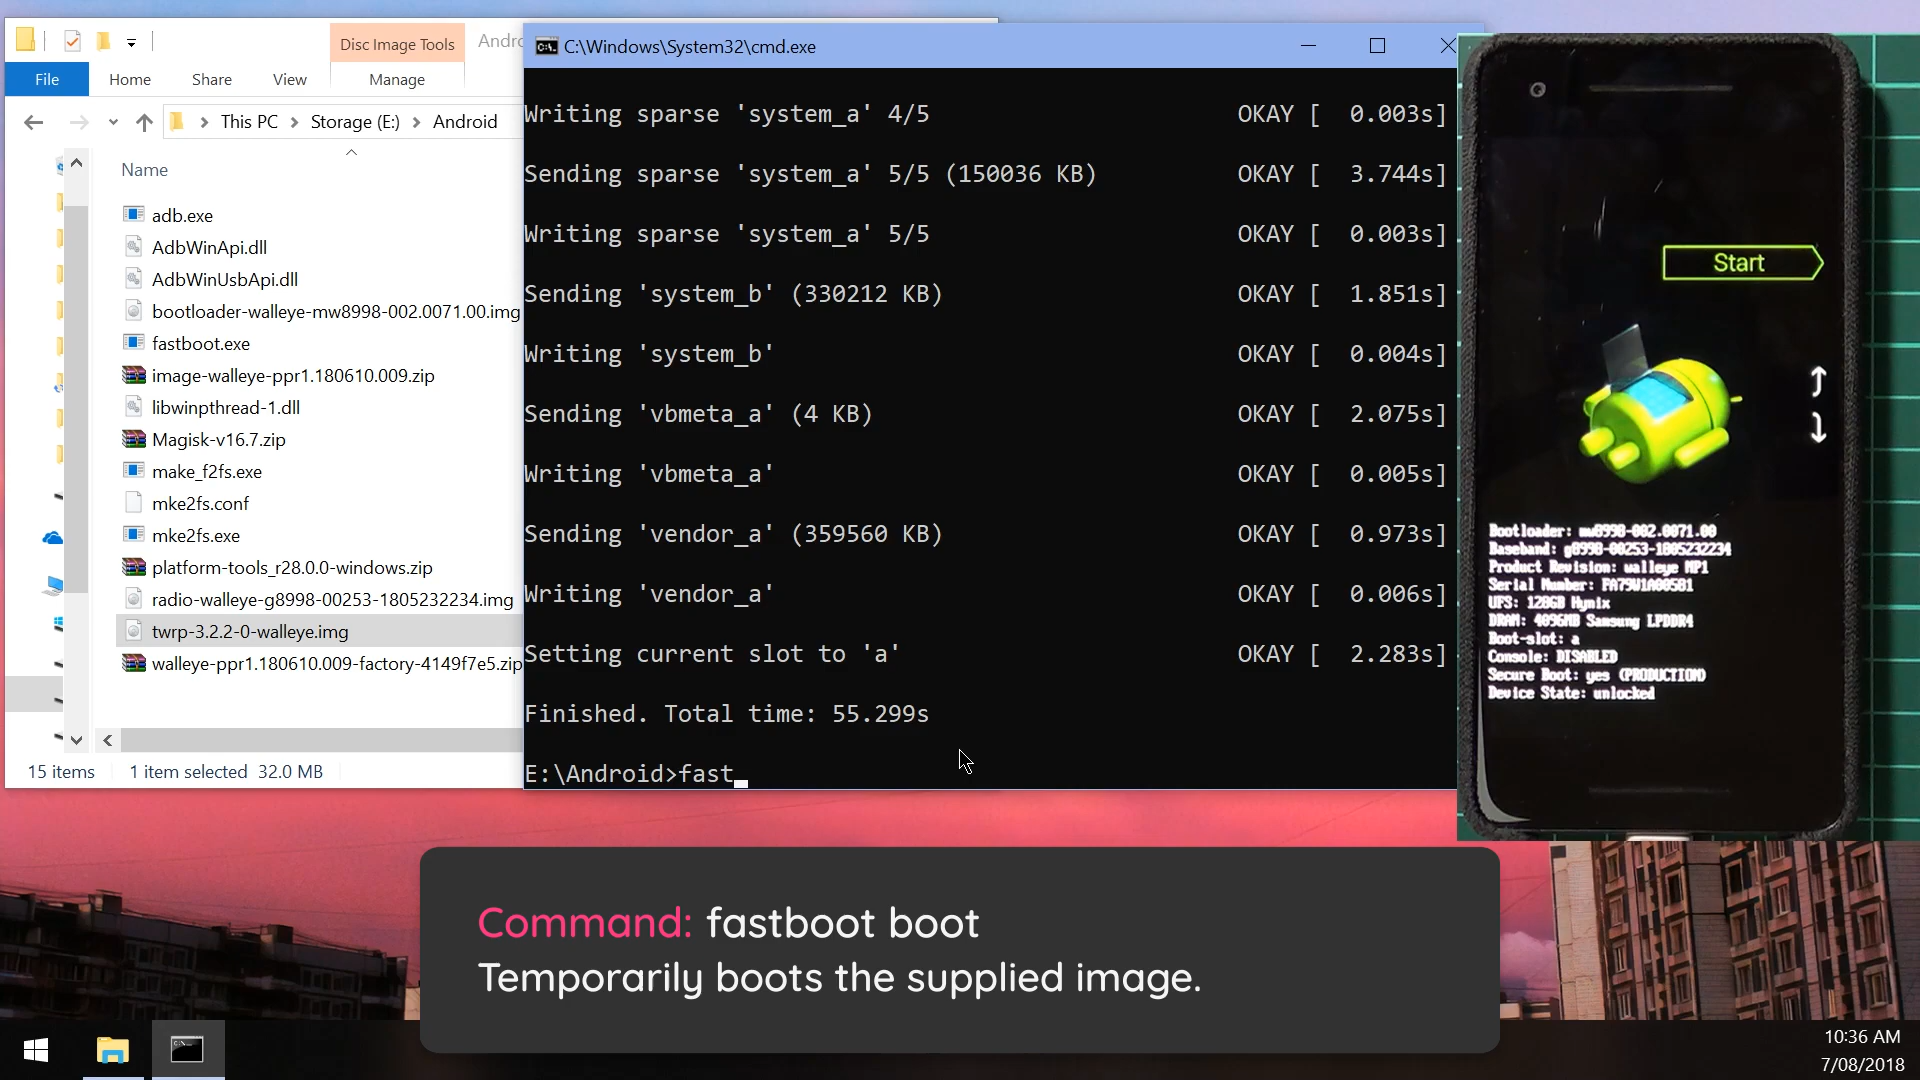 Disc Image Tools
Andro
File
Home
Share
View
Manage
This PC
Storage (E:)
Android
Name
adb.exe
AdbWinApi.dll
AdbWinUsbApi.dll
bootloader-walleye-mw8998-002.0071.00.img
fastboot.exe
image-walleye-ppr1.180610.009.zip
libwinpthread-1.dll
Magisk-v16.7.zip
make_f2fs.exe
mke2fs.conf
mke2fs.exe
platform-tools_r28.0.0-windows.zip
radio-walleye-g8998-00253-1805232234.img
twrp-3.2.2-0-walleye.img
walleye-ppr1.180610.009-factory-4149f7e5.zip
15 items 1 item selected 32.0 MB
C:\Windows\System32\cmd.exe
Writing sparse 'system_a' 4/5 OKAY [ 0.003s]
Sending sparse 'system_a' 5/5 (150036 KB) OKAY [ 3.744s]
Writing sparse 'system_a' 5/5 OKAY [ 0.003s]
Sending 'system_b' (330212 KB) OKAY [ 1.851s]
Writing 'system_b' OKAY [ 0.004s]
Sending 'vbmeta_a' (4 KB) OKAY [ 2.075s]
Writing 'vbmeta_a' OKAY [ 0.005s]
Sending 'vendor_a' (359560 KB) OKAY [ 0.973s]
Writing 'vendor_a' OKAY [ 0.006s]
Setting current slot to 'a' OKAY [ 2.283s]
Finished. Total time: 55.299s
E:\Android>fast
Start
Bootloader: mw8998-002.0071.00
Baseband: g8998-00253-1805232234
Product Revision: walleye MP1
Serial Number: FA79W1A00581
UFS: 128GB Hynix
DRAM: 4096MB Samsung LPDDR4
Boot-slot: a
Console: DISABLED
Secure Boot: yes (PRODUCTION)
Device State: unlocked
Command: fastboot boot
Temporarily boots the supplied image.
10:36 AM
7/08/2018